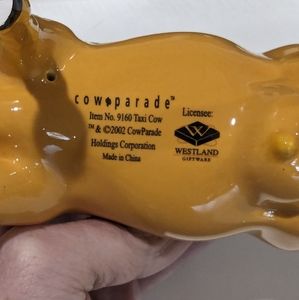 cowparade™
Item No. 9160 Taxi Cow
™ & ©2002 CowParade
Holdings Corporation
Made in China
Licensee:
WESTLAND
GIFTWARE